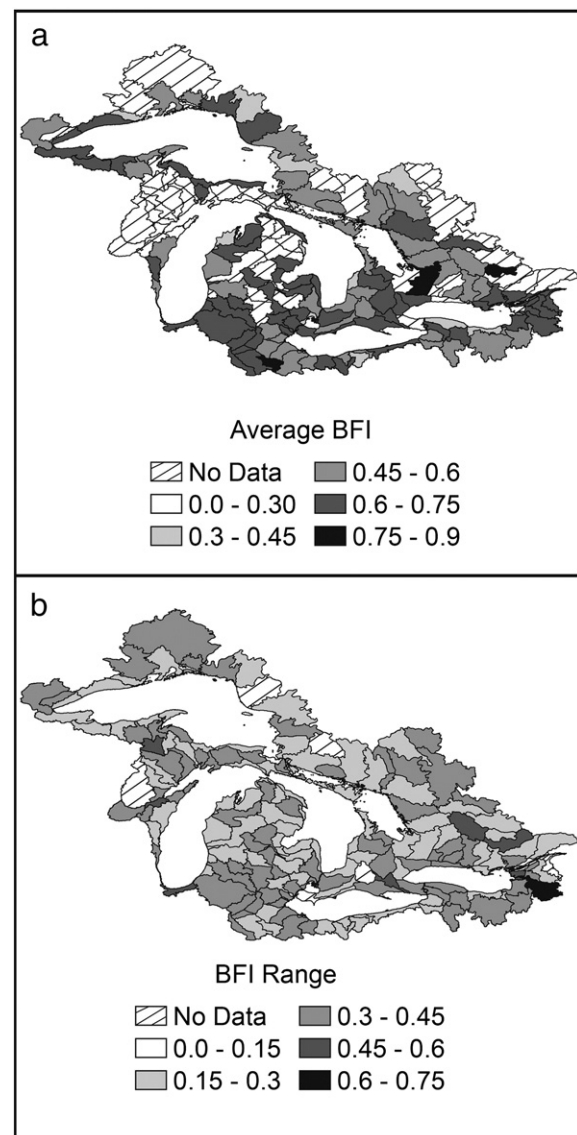 a
Average BFI
No Data 0.45 - 0.6
0.0 - 0.30 0.6 - 0.75
0.3 - 0.45 0.75 - 0.9
b
BFI Range
No Data 0.3 - 0.45
0.0 - 0.15 0.45 - 0.6
0.15 - 0.3 0.6 - 0.75